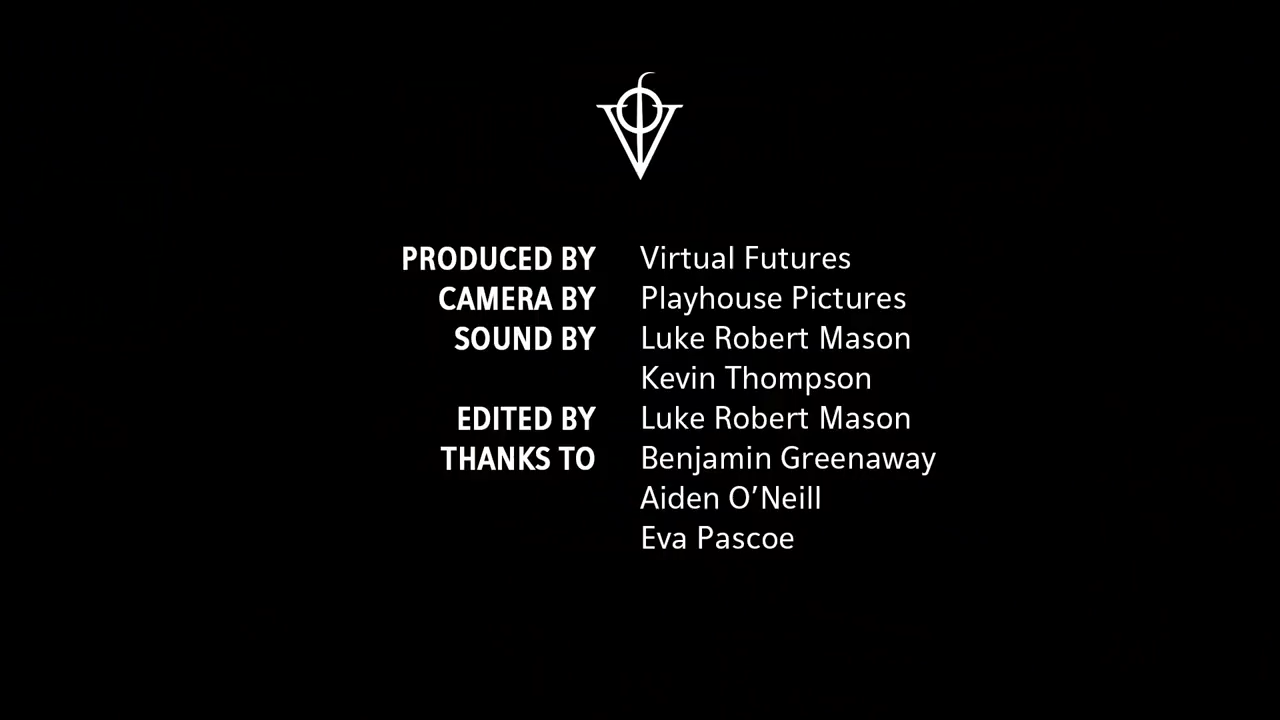 PRODUCED BY Virtual Futures
CAMERA BY Playhouse Pictures
SOUND BY Luke Robert Mason
Kevin Thompson
EDITED BY Luke Robert Mason
THANKS TO Benjamin Greenaway
Aiden O’Neill
Eva Pascoe